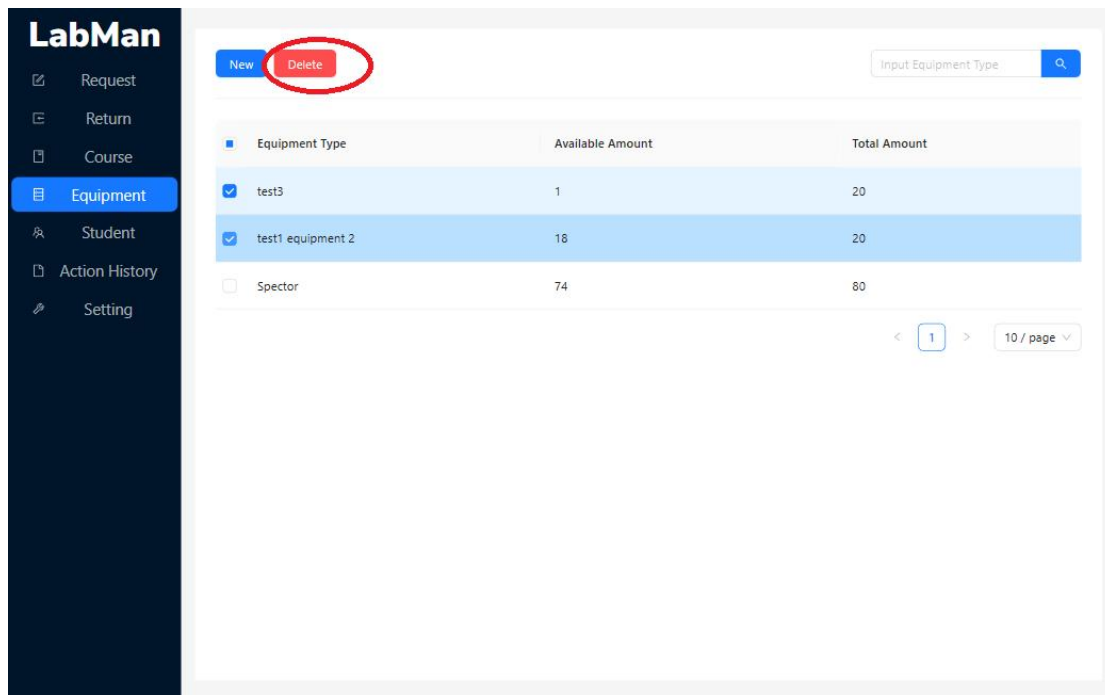 LabMan
Request
Return
Course
Equipment
Student
Action History
Setting
New Delete Input Equipment Type
Equipment Type Available Amount Total Amount
test3 1 20
test1 equipment 2 18 20
Spector 74 80
< 1 > 10 / page